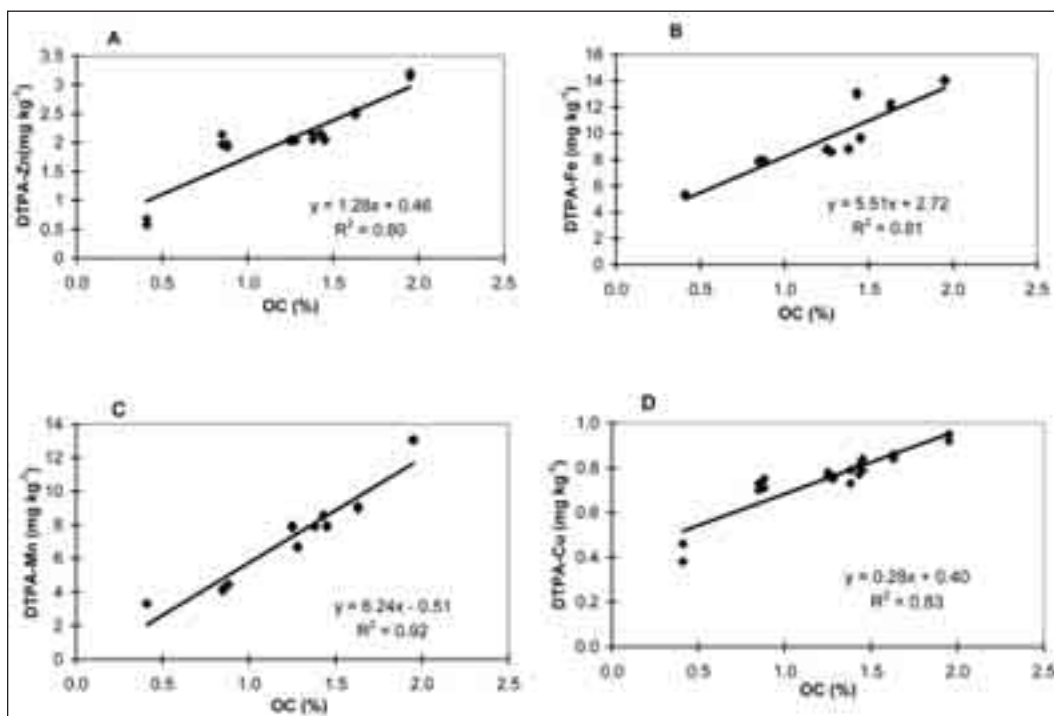 A
3.5
3
2.5
2
1.5
1
0.5
0
DTPA-Zn(mg kg⁻¹)
y = 1.28x + 0.46
R² = 0.80
0.0 0.5 1.0 1.5 2.0 2.5
OC (%)
B
16
14
12
10
8
6
4
2
0
DTPA-Fe (mg kg⁻¹)
y = 5.51x + 2.72
R² = 0.81
0.0 0.5 1.0 1.5 2.0 2.5
OC (%)
C
14
12
10
8
6
4
2
0
DTPA-Mn (mg kg⁻¹)
y = 6.24x - 0.51
R² = 0.92
0.0 0.5 1.0 1.5 2.0 2.5
OC (%)
D
1.0
0.8
0.6
0.4
0.2
0.0
DTPA-Cu (mg kg⁻¹)
y = 0.28x + 0.40
R² = 0.83
0.0 0.5 1.0 1.5 2.0 2.5
OC (%)